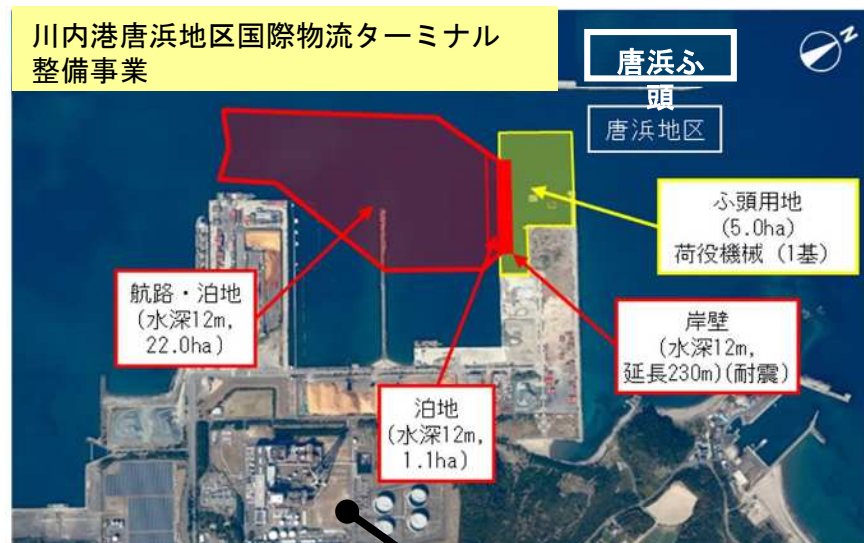 川内港唐浜地区国際物流ターミナル
整備事業
唐浜ふ
頭
唐浜地区
N
ふ頭用地
(5.0ha)
荷役機械 (1基)
航路・泊地
(水深12m,
22.0ha)
岸壁
(水深12m,
延長230m)(耐震)
泊地
(水深12m,
1.1ha)